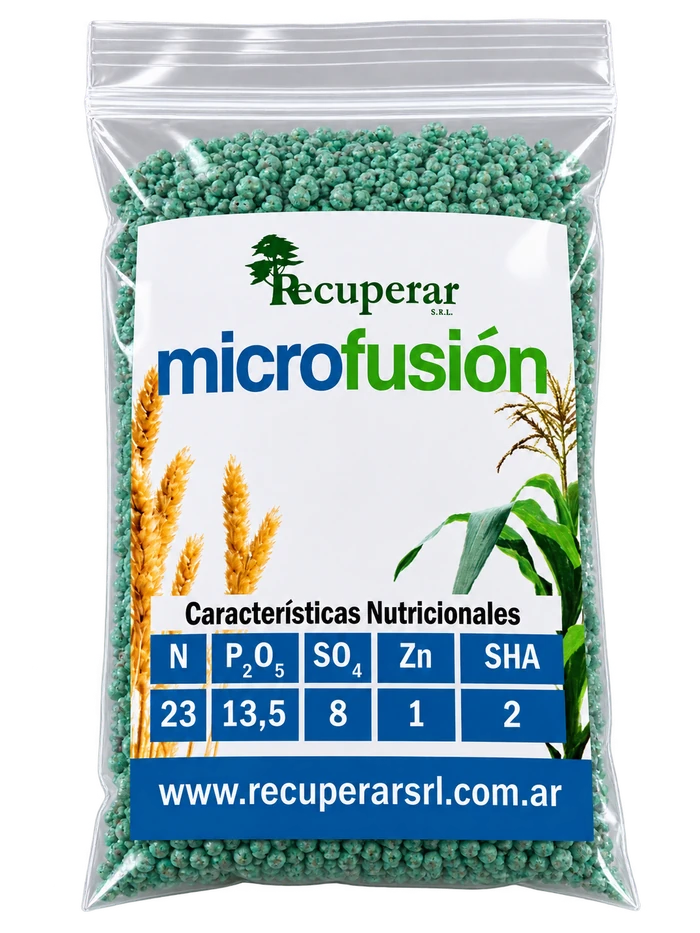 Recuperar
S.R.L.
microfusión
Características Nutricionales
N P₂O₅ SO₄ Zn SHA
23 13,5 8 1 2
www.recuperarsrl.com.ar